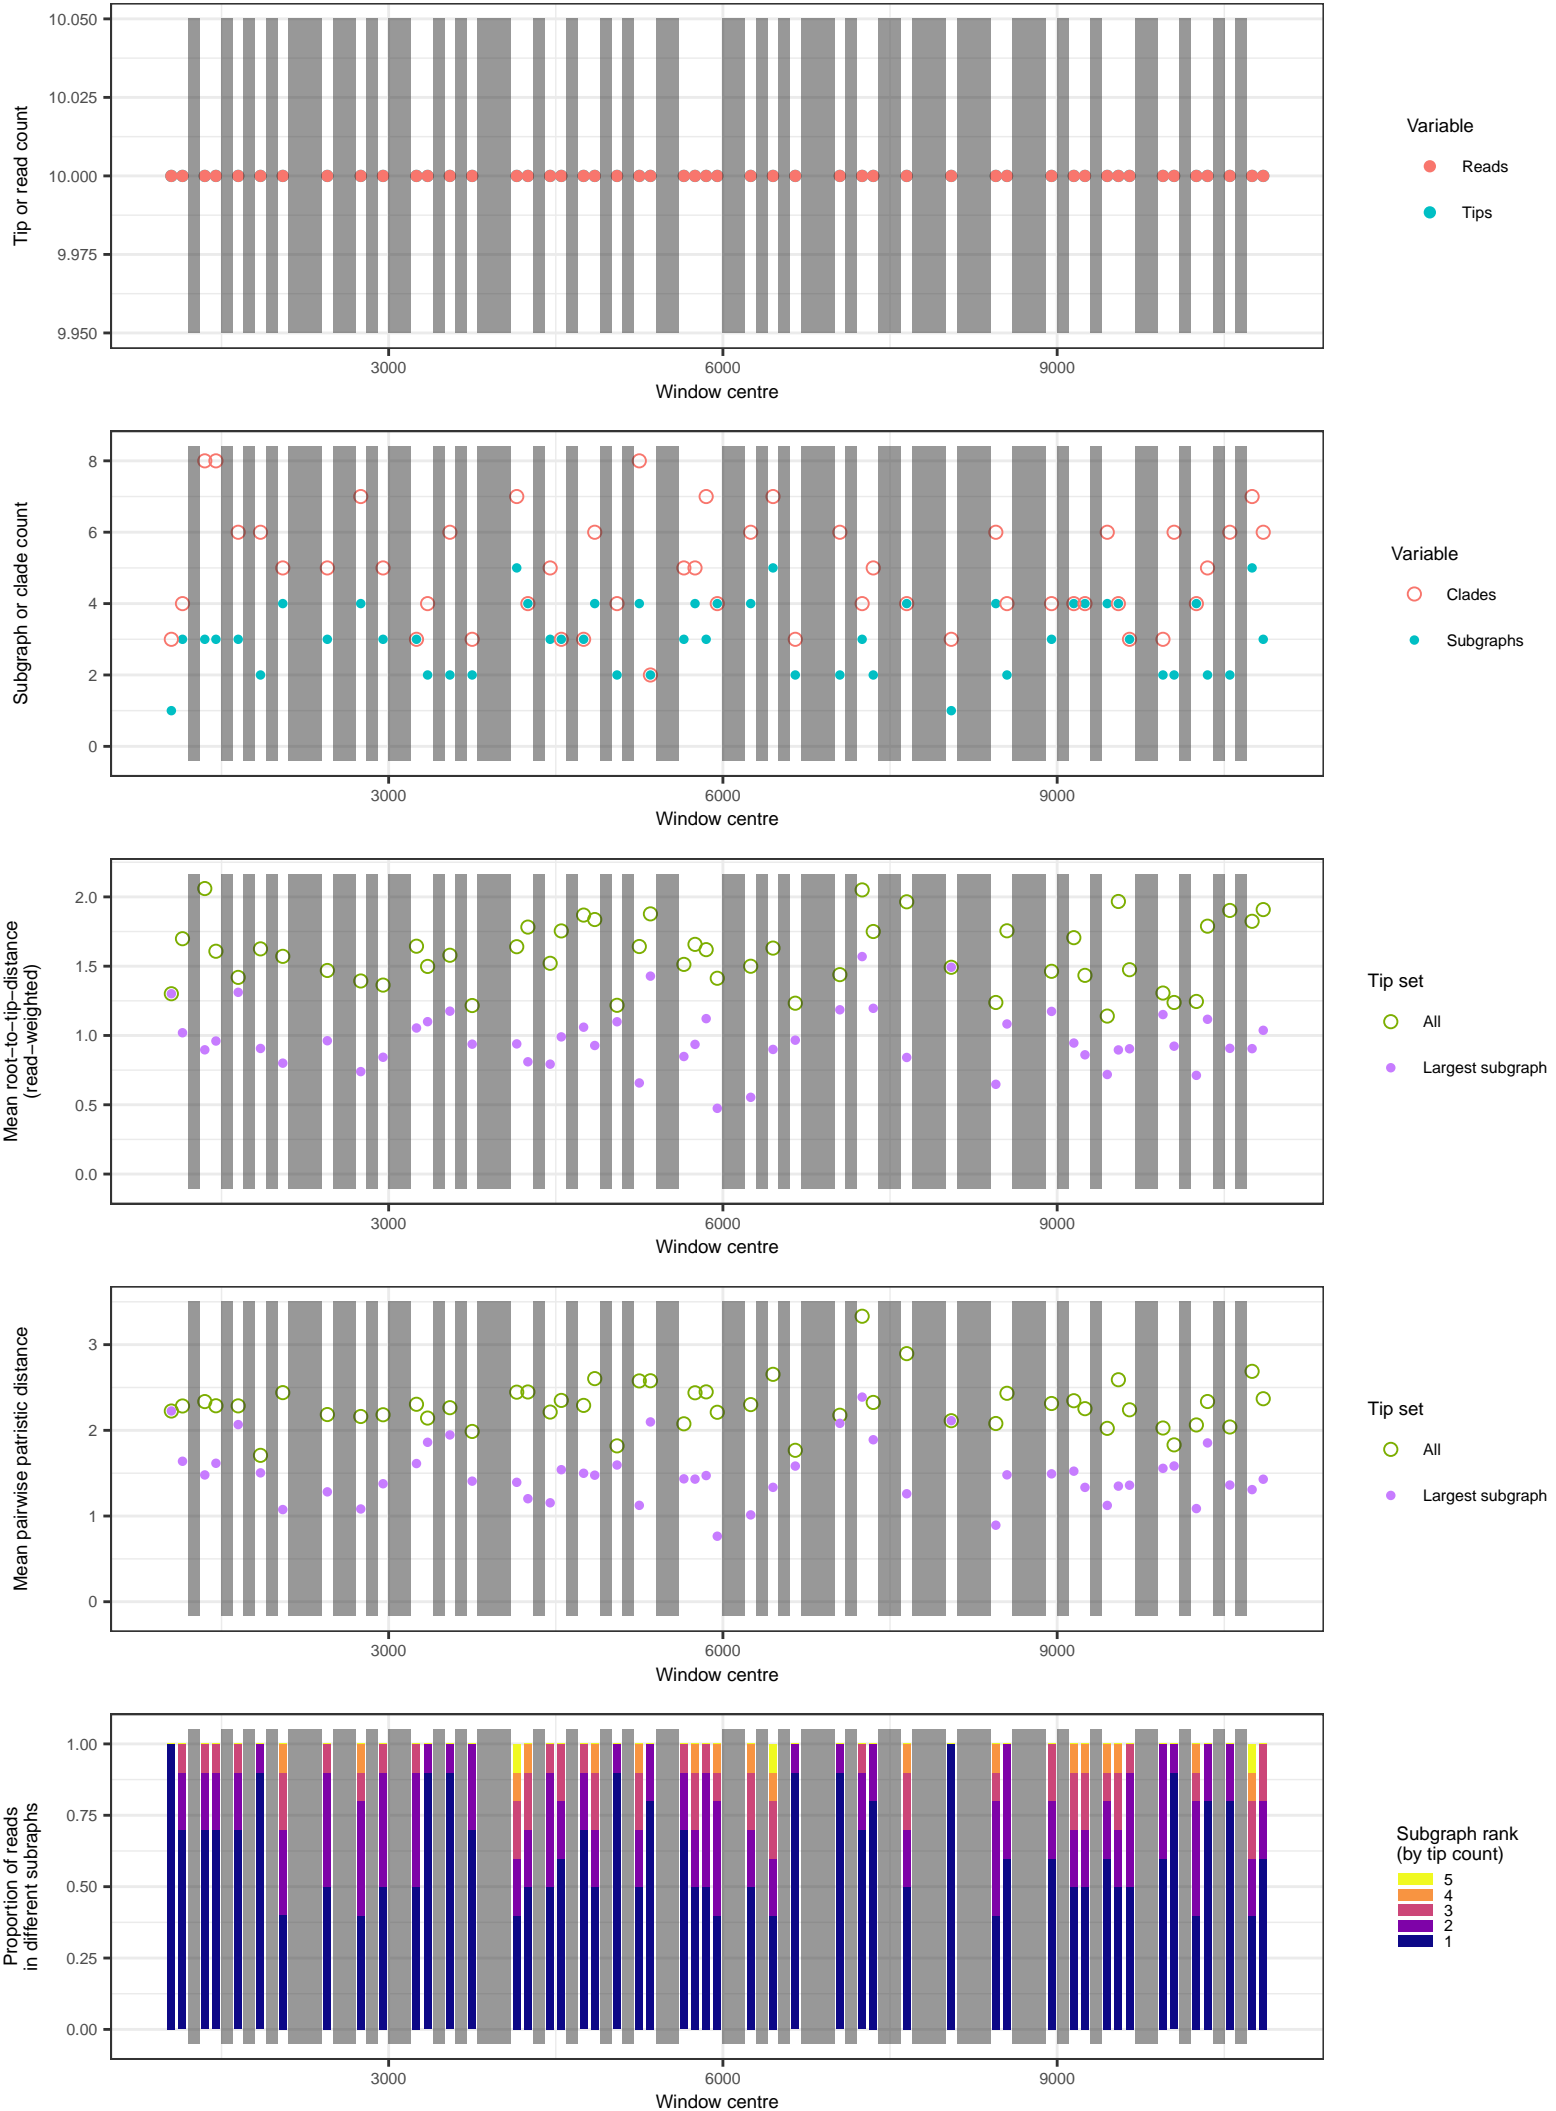 10.050
10.025
10.000
9.975
9.950
Tip or read count
3000
6000
9000
Window centre
Variable
Reads
Tips
8
6
4
2
0
Subgraph or clade count
3000
6000
9000
Window centre
Variable
Clades
Subgraphs
2.0
1.5
1.0
0.5
0.0
Mean root−to−tip−distance
(read−weighted)
3000
6000
9000
Window centre
Tip set
All
Largest subgraph
3
2
1
0
Mean pairwise patristic distance
3000
6000
9000
Window centre
Tip set
All
Largest subgraph
1.00
0.75
0.50
0.25
0.00
Proportion of reads
in different subraphs
3000
6000
9000
Window centre
Subgraph rank
(by tip count)
5
4
3
2
1